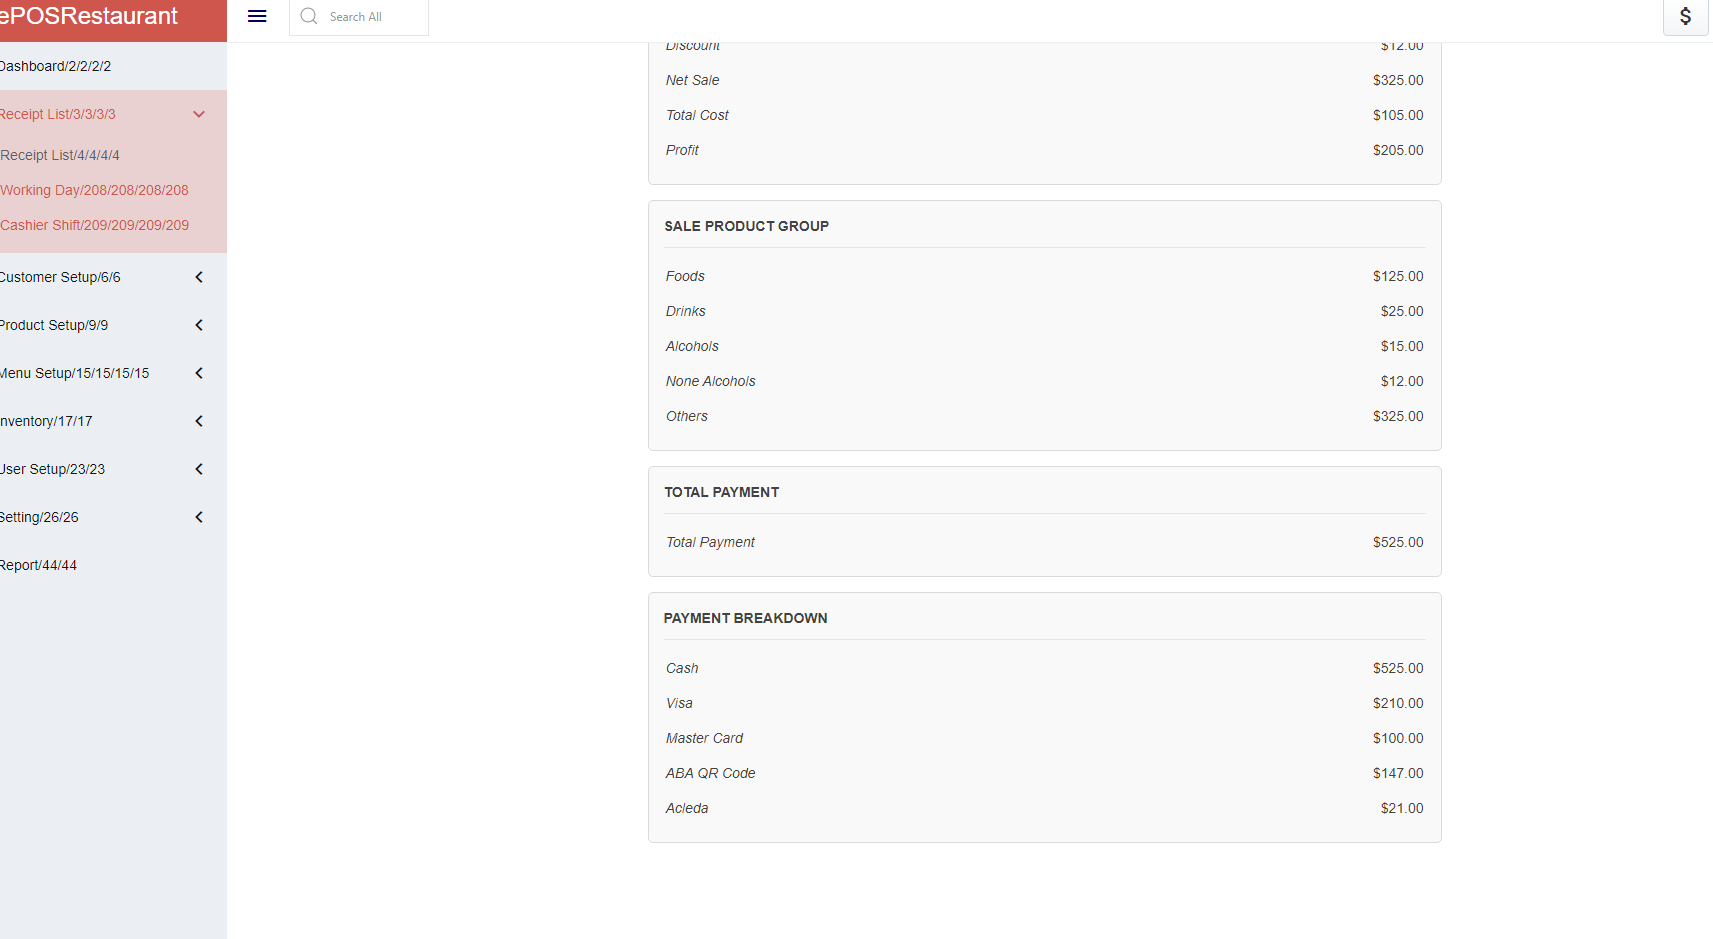 ePOSRestaurant
Search All
$
Dashboard/2/2/2/2
Receipt List/3/3/3/3
Receipt List/4/4/4/4
Working Day/208/208/208/208
Cashier Shift/209/209/209/209
Customer Setup/6/6
Product Setup/9/9
Menu Setup/15/15/15/15
Inventory/17/17
User Setup/23/23
Setting/26/26
Report/44/44
Discount $12.00
Net Sale $325.00
Total Cost $105.00
Profit $205.00
SALE PRODUCT GROUP
Foods $125.00
Drinks $25.00
Alcohols $15.00
None Alcohols $12.00
Others $325.00
TOTAL PAYMENT
Total Payment $525.00
PAYMENT BREAKDOWN
Cash $525.00
Visa $210.00
Master Card $100.00
ABA QR Code $147.00
Acleda $21.00